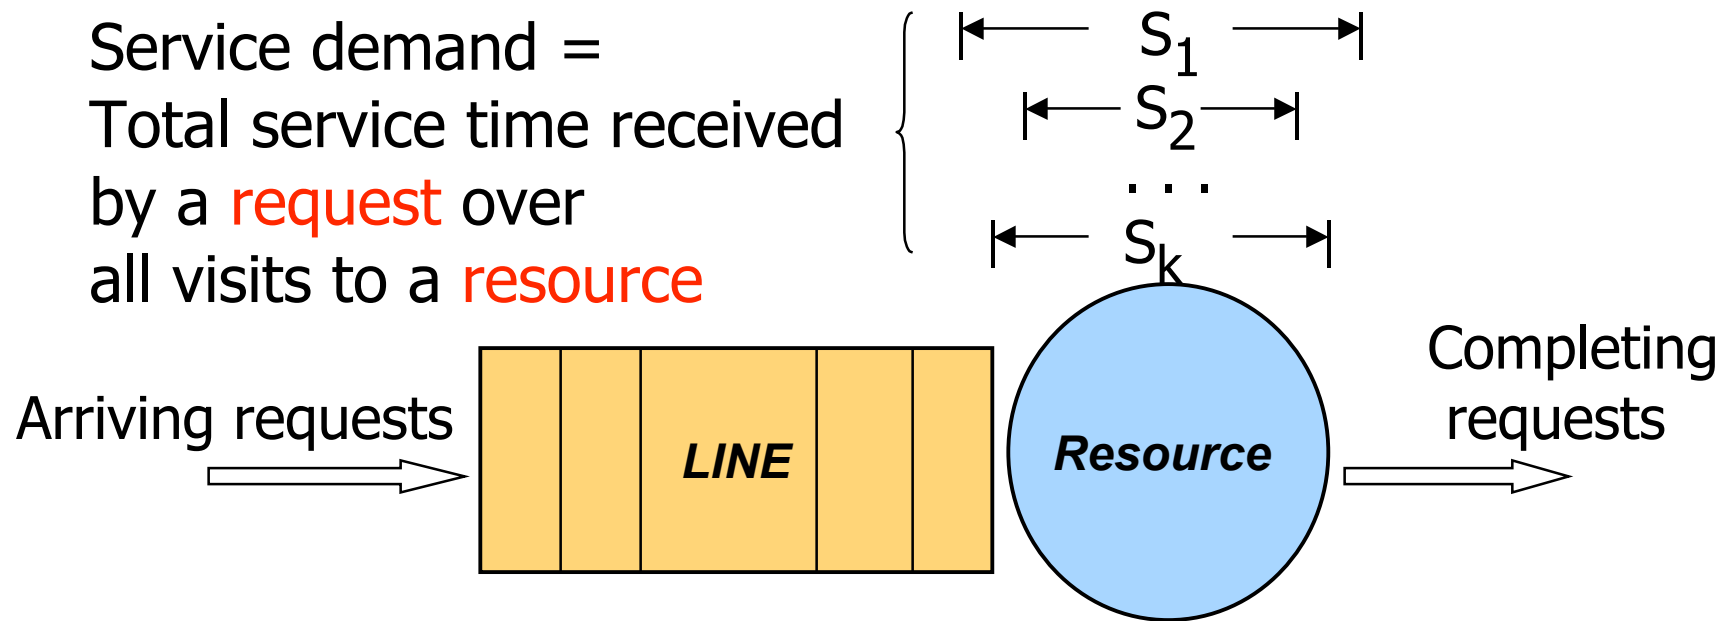 Service demand =
Total service time received
by a request over
all visits to a resource
S1
S2
. . .
Sk
Arriving requests
LINE
Resource
Completing
requests